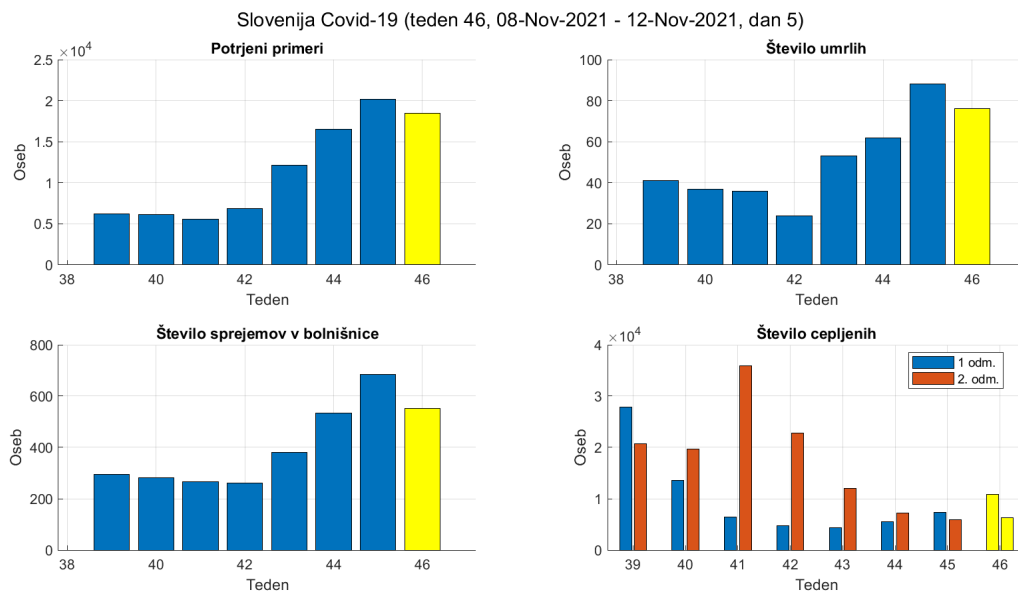 Slovenija Covid-19 (teden 46, 08-Nov-2021 - 12-Nov-2021, dan 5)
Potrjeni primeri
×10⁴
2.5
2
1.5
1
0.5
0
Oseb
38 40 42 44 46
Teden
Število umrlih
100
80
60
40
20
0
Oseb
38 40 42 44 46
Teden
Število sprejemov v bolnišnice
800
600
400
200
0
Oseb
38 40 42 44 46
Teden
Število cepljenih
×10⁴
4
3
2
1
0
Oseb
1 odm.
2. odm.
39 40 41 42 43 44 45 46
Teden